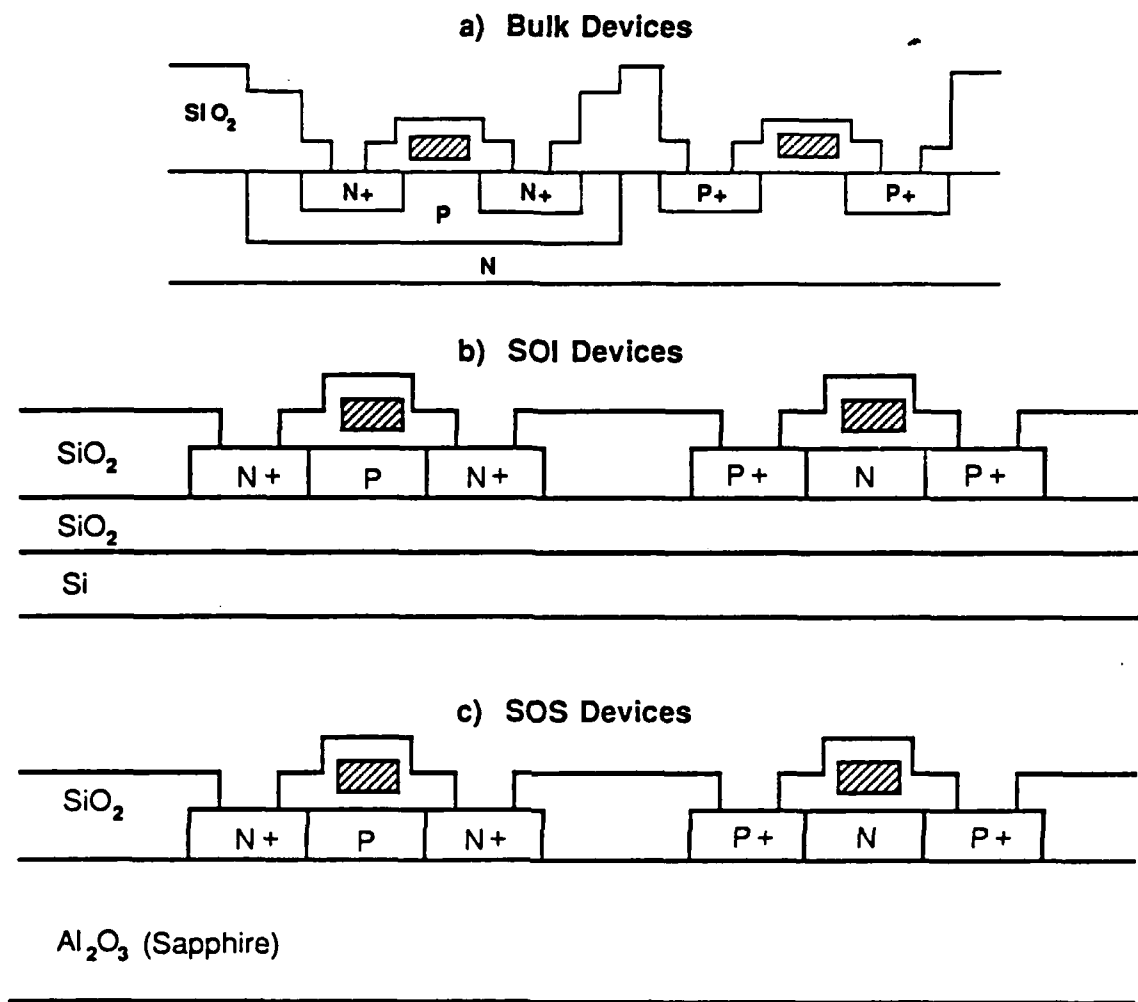 a) Bulk Devices
SiO₂
N+ N+ P+ P+
P
N
b) SOI Devices
SiO₂
N+ P N+ P+ N P+
SiO₂
Si
c) SOS Devices
SiO₂
N+ P N+ P+ N P+
Al₂O₃ (Sapphire)